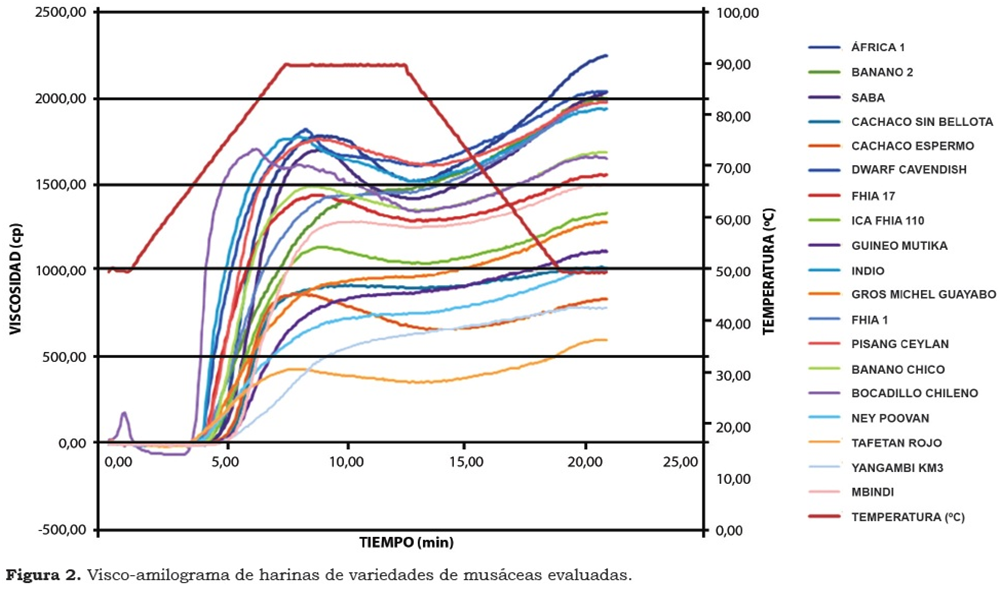 2500,00
2000,00
1500,00
1000,00
500,00
0,00
-500,00
VISCOSIDAD (cp)
0,00 5,00 10,00 15,00 20,00 25,00
TIEMPO (min)
100,00
90,00
80,00
70,00
60,00
50,00
40,00
30,00
20,00
10,00
0,00
TEMPERATURA (ºC)
ÁFRICA 1
BANANO 2
SABA
CACHACO SIN BELLOTA
CACHACO ESPERMO
DWARF CAVENDISH
FHIA 17
ICA FHIA 110
GUINEO MUTIKA
INDIO
GROS MICHEL GUAYABO
FHIA 1
PISANG CEYLAN
BANANO CHICO
BOCADILLO CHILENO
NEY POOVAN
TAFETAN ROJO
YANGAMBI KM3
MBINDI
TEMPERATURA (ºC)
Figura 2. Visco-amilograma de harinas de variedades de musáceas evaluadas.